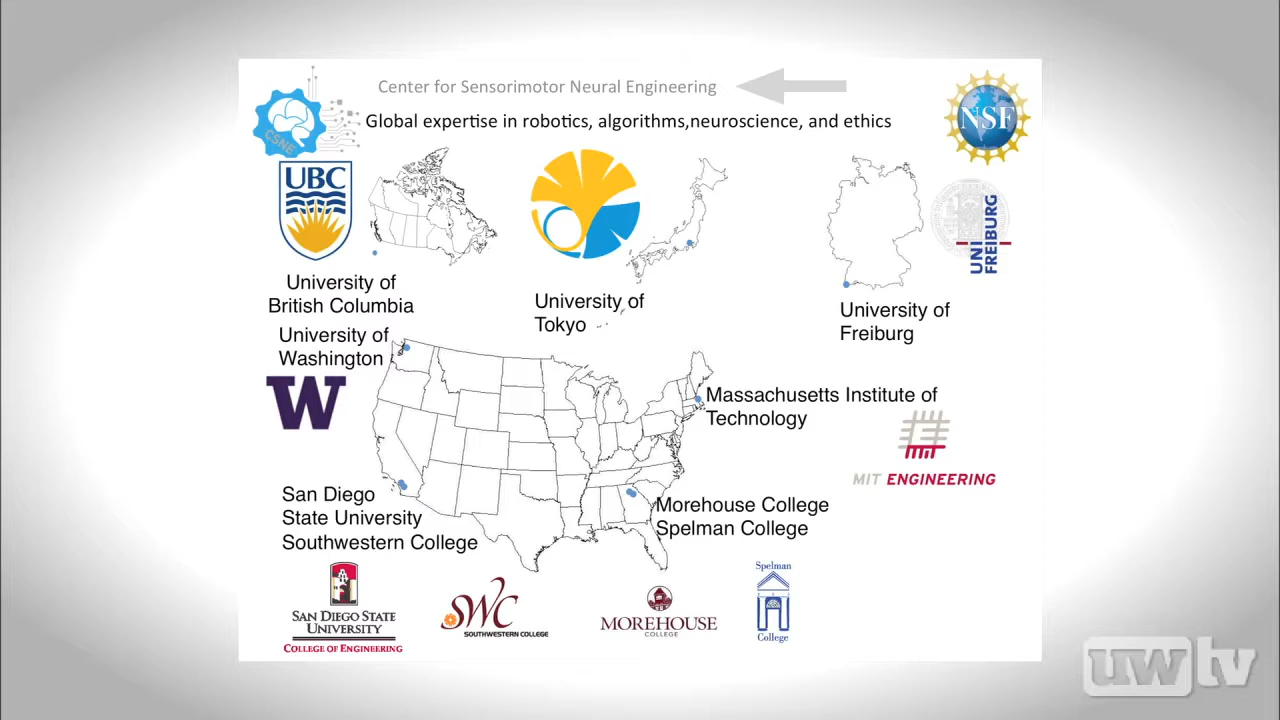 Center for Sensorimotor Neural Engineering
Global expertise in robotics, algorithms,neuroscience, and ethics
CSNE
NSF
UBC
UNI
FREIBURG
University of
British Columbia
University of
Tokyo
University of
Freiburg
University of
Washington
W
Massachusetts Institute of
Technology
MIT ENGINEERING
San Diego
State University
Southwestern College
Morehouse College
Spelman College
SAN DIEGO STATE
UNIVERSITY
COLLEGE OF ENGINEERING
SWC
SOUTHWESTERN COLLEGE
MOREHOUSE
COLLEGE
Spelman
College
uwtv